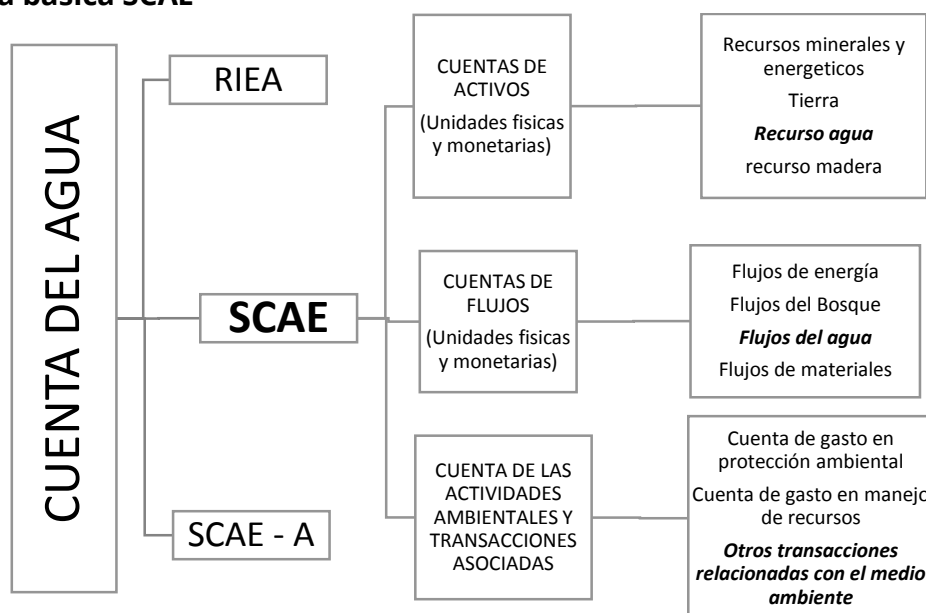 básica SCAE
CUENTA DEL AGUA
RIEA
SCAE
SCAE - A
CUENTAS DE
ACTIVOS
(Unidades fisicas
y monetarias)
CUENTAS DE
FLUJOS
(Unidades fisicas
y monetarias)
CUENTA DE LAS
ACTIVIDADES
AMBIENTALES Y
TRANSACCIONES
ASOCIADAS
Recursos minerales y
energeticos
Tierra
Recurso agua
recurso madera
Flujos de energía
Flujos del Bosque
Flujos del agua
Flujos de materiales
Cuenta de gasto en
protección ambiental
Cuenta de gasto en manejo
de recursos
Otros transacciones
relacionadas con el medio
ambiente